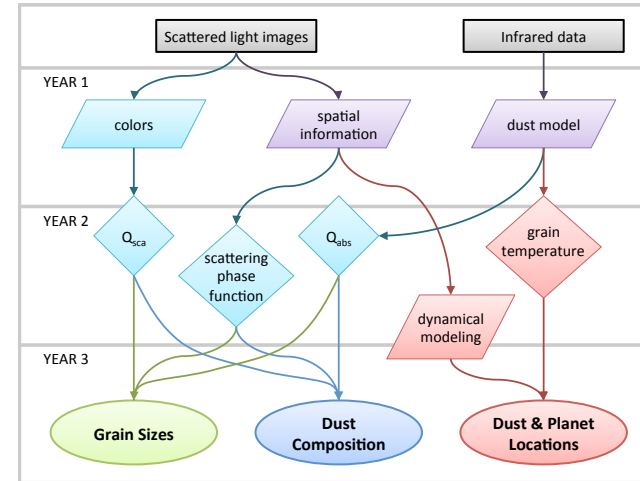 Scattered light images
Infrared data
YEAR 1
colors
spatial
information
dust model
YEAR 2
Qsca
scattering
phase
function
Qabs
grain
temperature
dynamical
modeling
YEAR 3
Grain Sizes
Dust
Composition
Dust & Planet
Locations